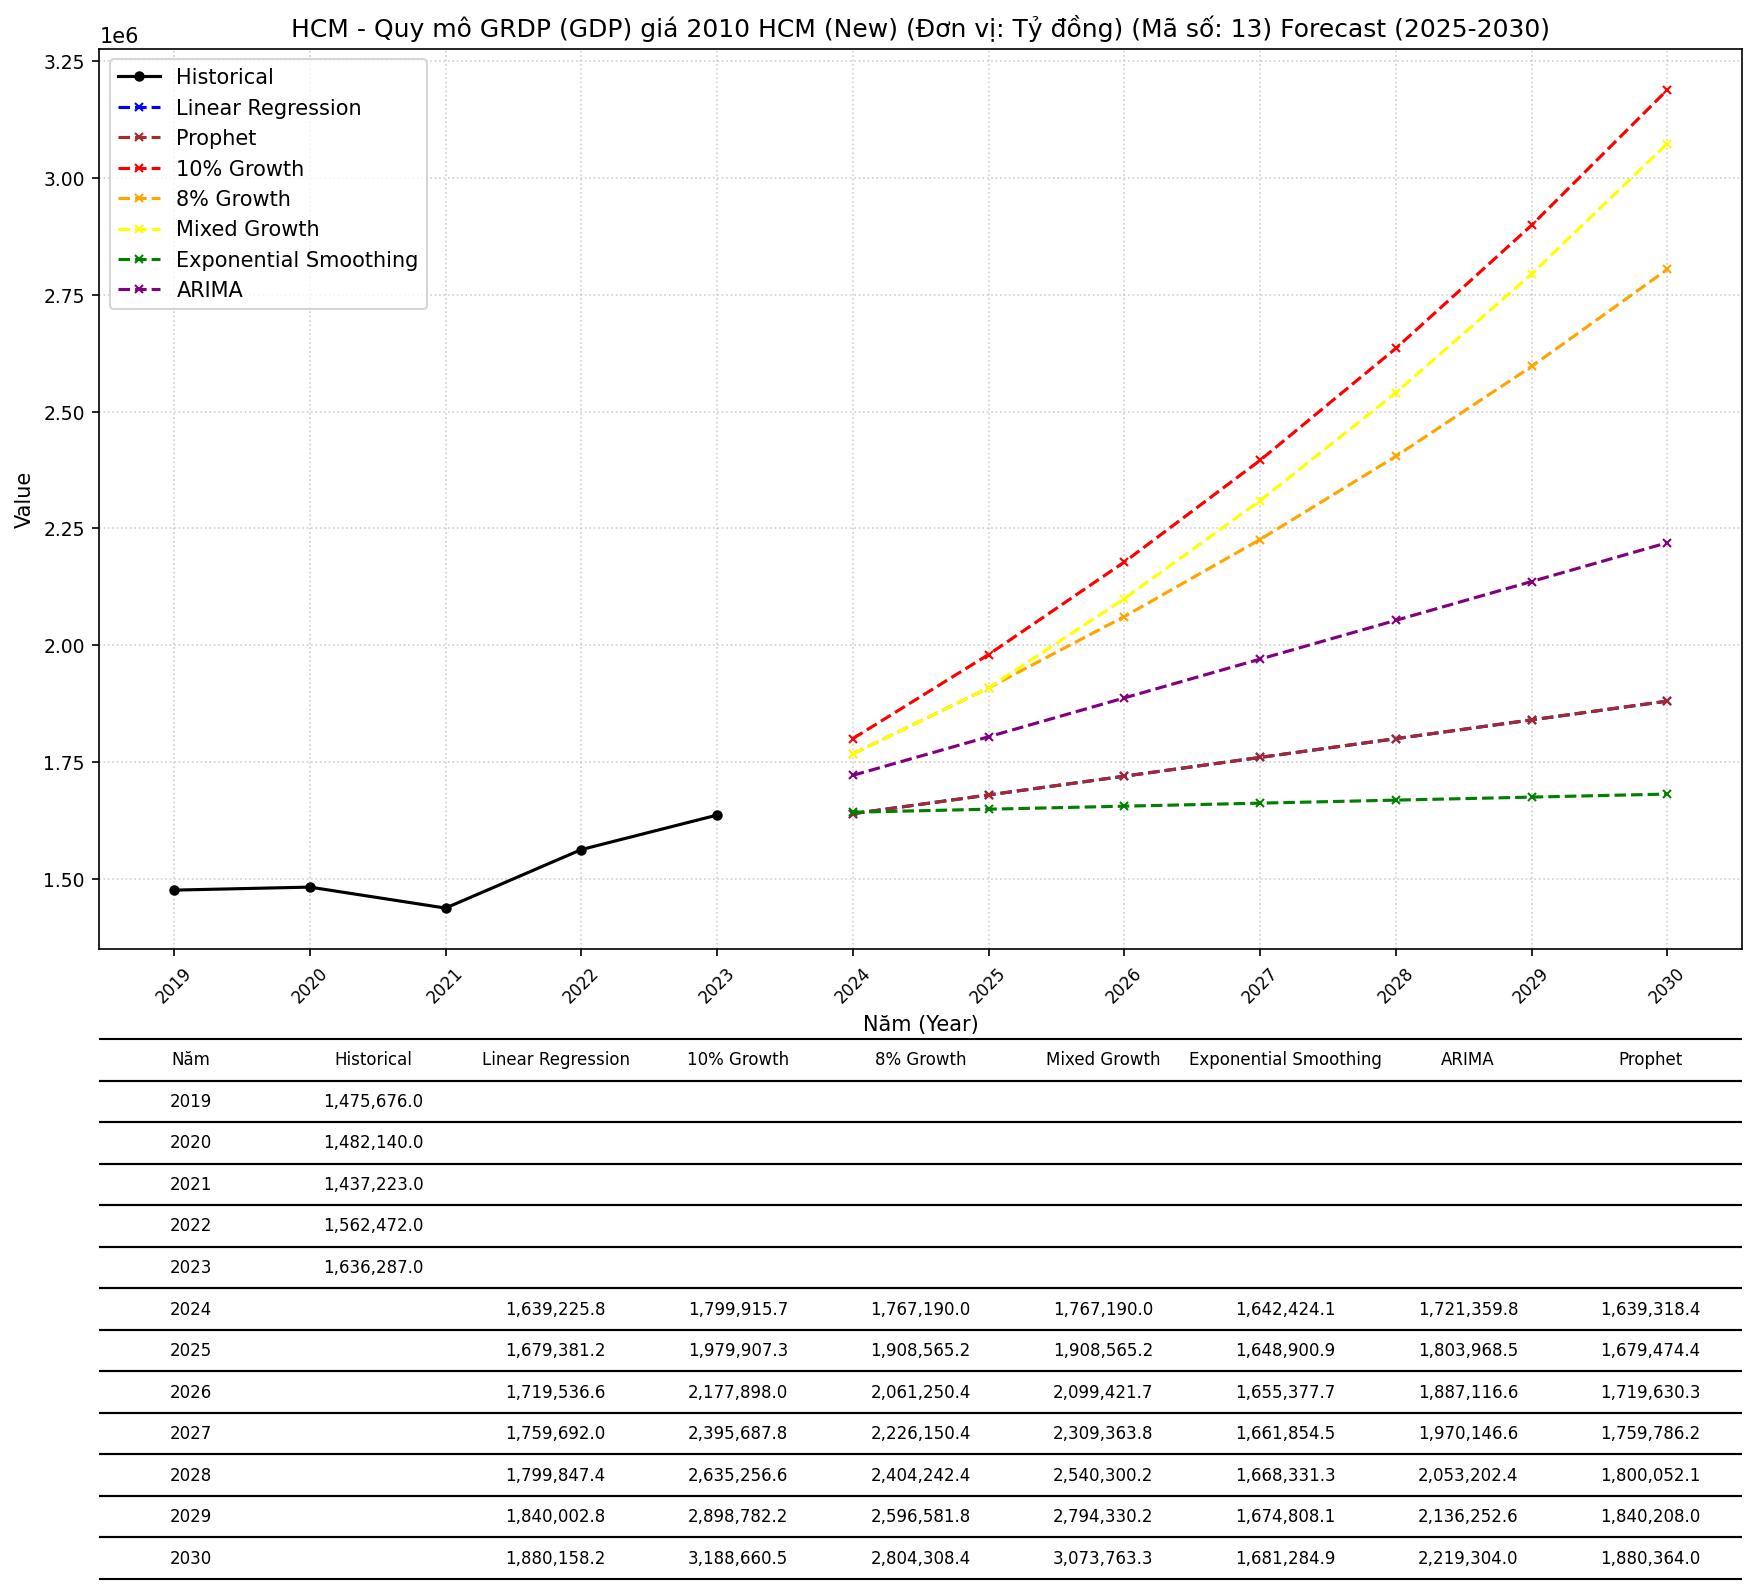 HCM - Quy mô GRDP (GDP) giá 2010 HCM (New) (Đơn vị: Tỷ đồng) (Mã số: 13) Forecast (2025-2030)
1e6
3.25
3.00
2.75
2.50
2.25
2.00
1.75
1.50
Value
Historical
Linear Regression
Prophet
10% Growth
8% Growth
Mixed Growth
Exponential Smoothing
ARIMA
2019 2020 2021 2022 2023 2024 2025 2026 2027 2028 2029 2030
Năm (Year)
Năm Historical Linear Regression 10% Growth 8% Growth Mixed Growth Exponential Smoothing ARIMA Prophet
2019 1,475,676.0
2020 1,482,140.0
2021 1,437,223.0
2022 1,562,472.0
2023 1,636,287.0
2024 1,639,225.8 1,799,915.7 1,767,190.0 1,767,190.0 1,642,424.1 1,721,359.8 1,639,318.4
2025 1,679,381.2 1,979,907.3 1,908,565.2 1,908,565.2 1,648,900.9 1,803,968.5 1,679,474.4
2026 1,719,536.6 2,177,898.0 2,061,250.4 2,099,421.7 1,655,377.7 1,887,116.6 1,719,630.3
2027 1,759,692.0 2,395,687.8 2,226,150.4 2,309,363.8 1,661,854.5 1,970,146.6 1,759,786.2
2028 1,799,847.4 2,635,256.6 2,404,242.4 2,540,300.2 1,668,331.3 2,053,202.4 1,800,052.1
2029 1,840,002.8 2,898,782.2 2,596,581.8 2,794,330.2 1,674,808.1 2,136,252.6 1,840,208.0
2030 1,880,158.2 3,188,660.5 2,804,308.4 3,073,763.3 1,681,284.9 2,219,304.0 1,880,364.0